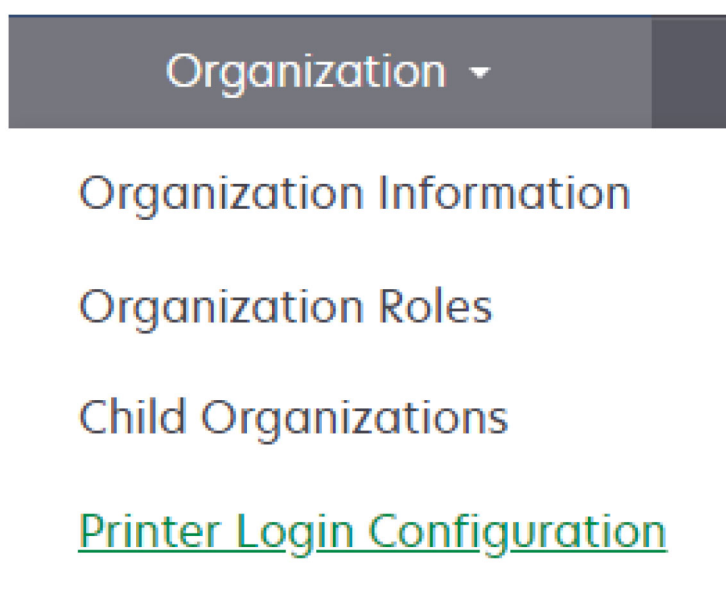 Organization
Organization Information
Organization Roles
Child Organizations
Printer Login Configuration